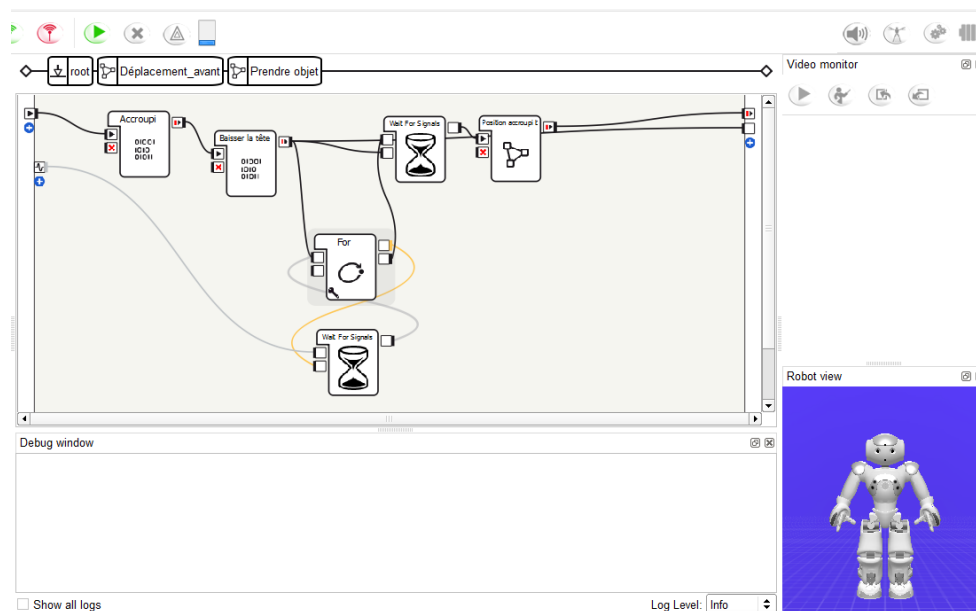 root
Déplacement_avant
Prendre objet
Video monitor
Accroupi
Baisser la tête
Wait For Signals
Position accroupi E
For
Wait For Signals
Robot view
Debug window
Show all logs
Log Level:
Info